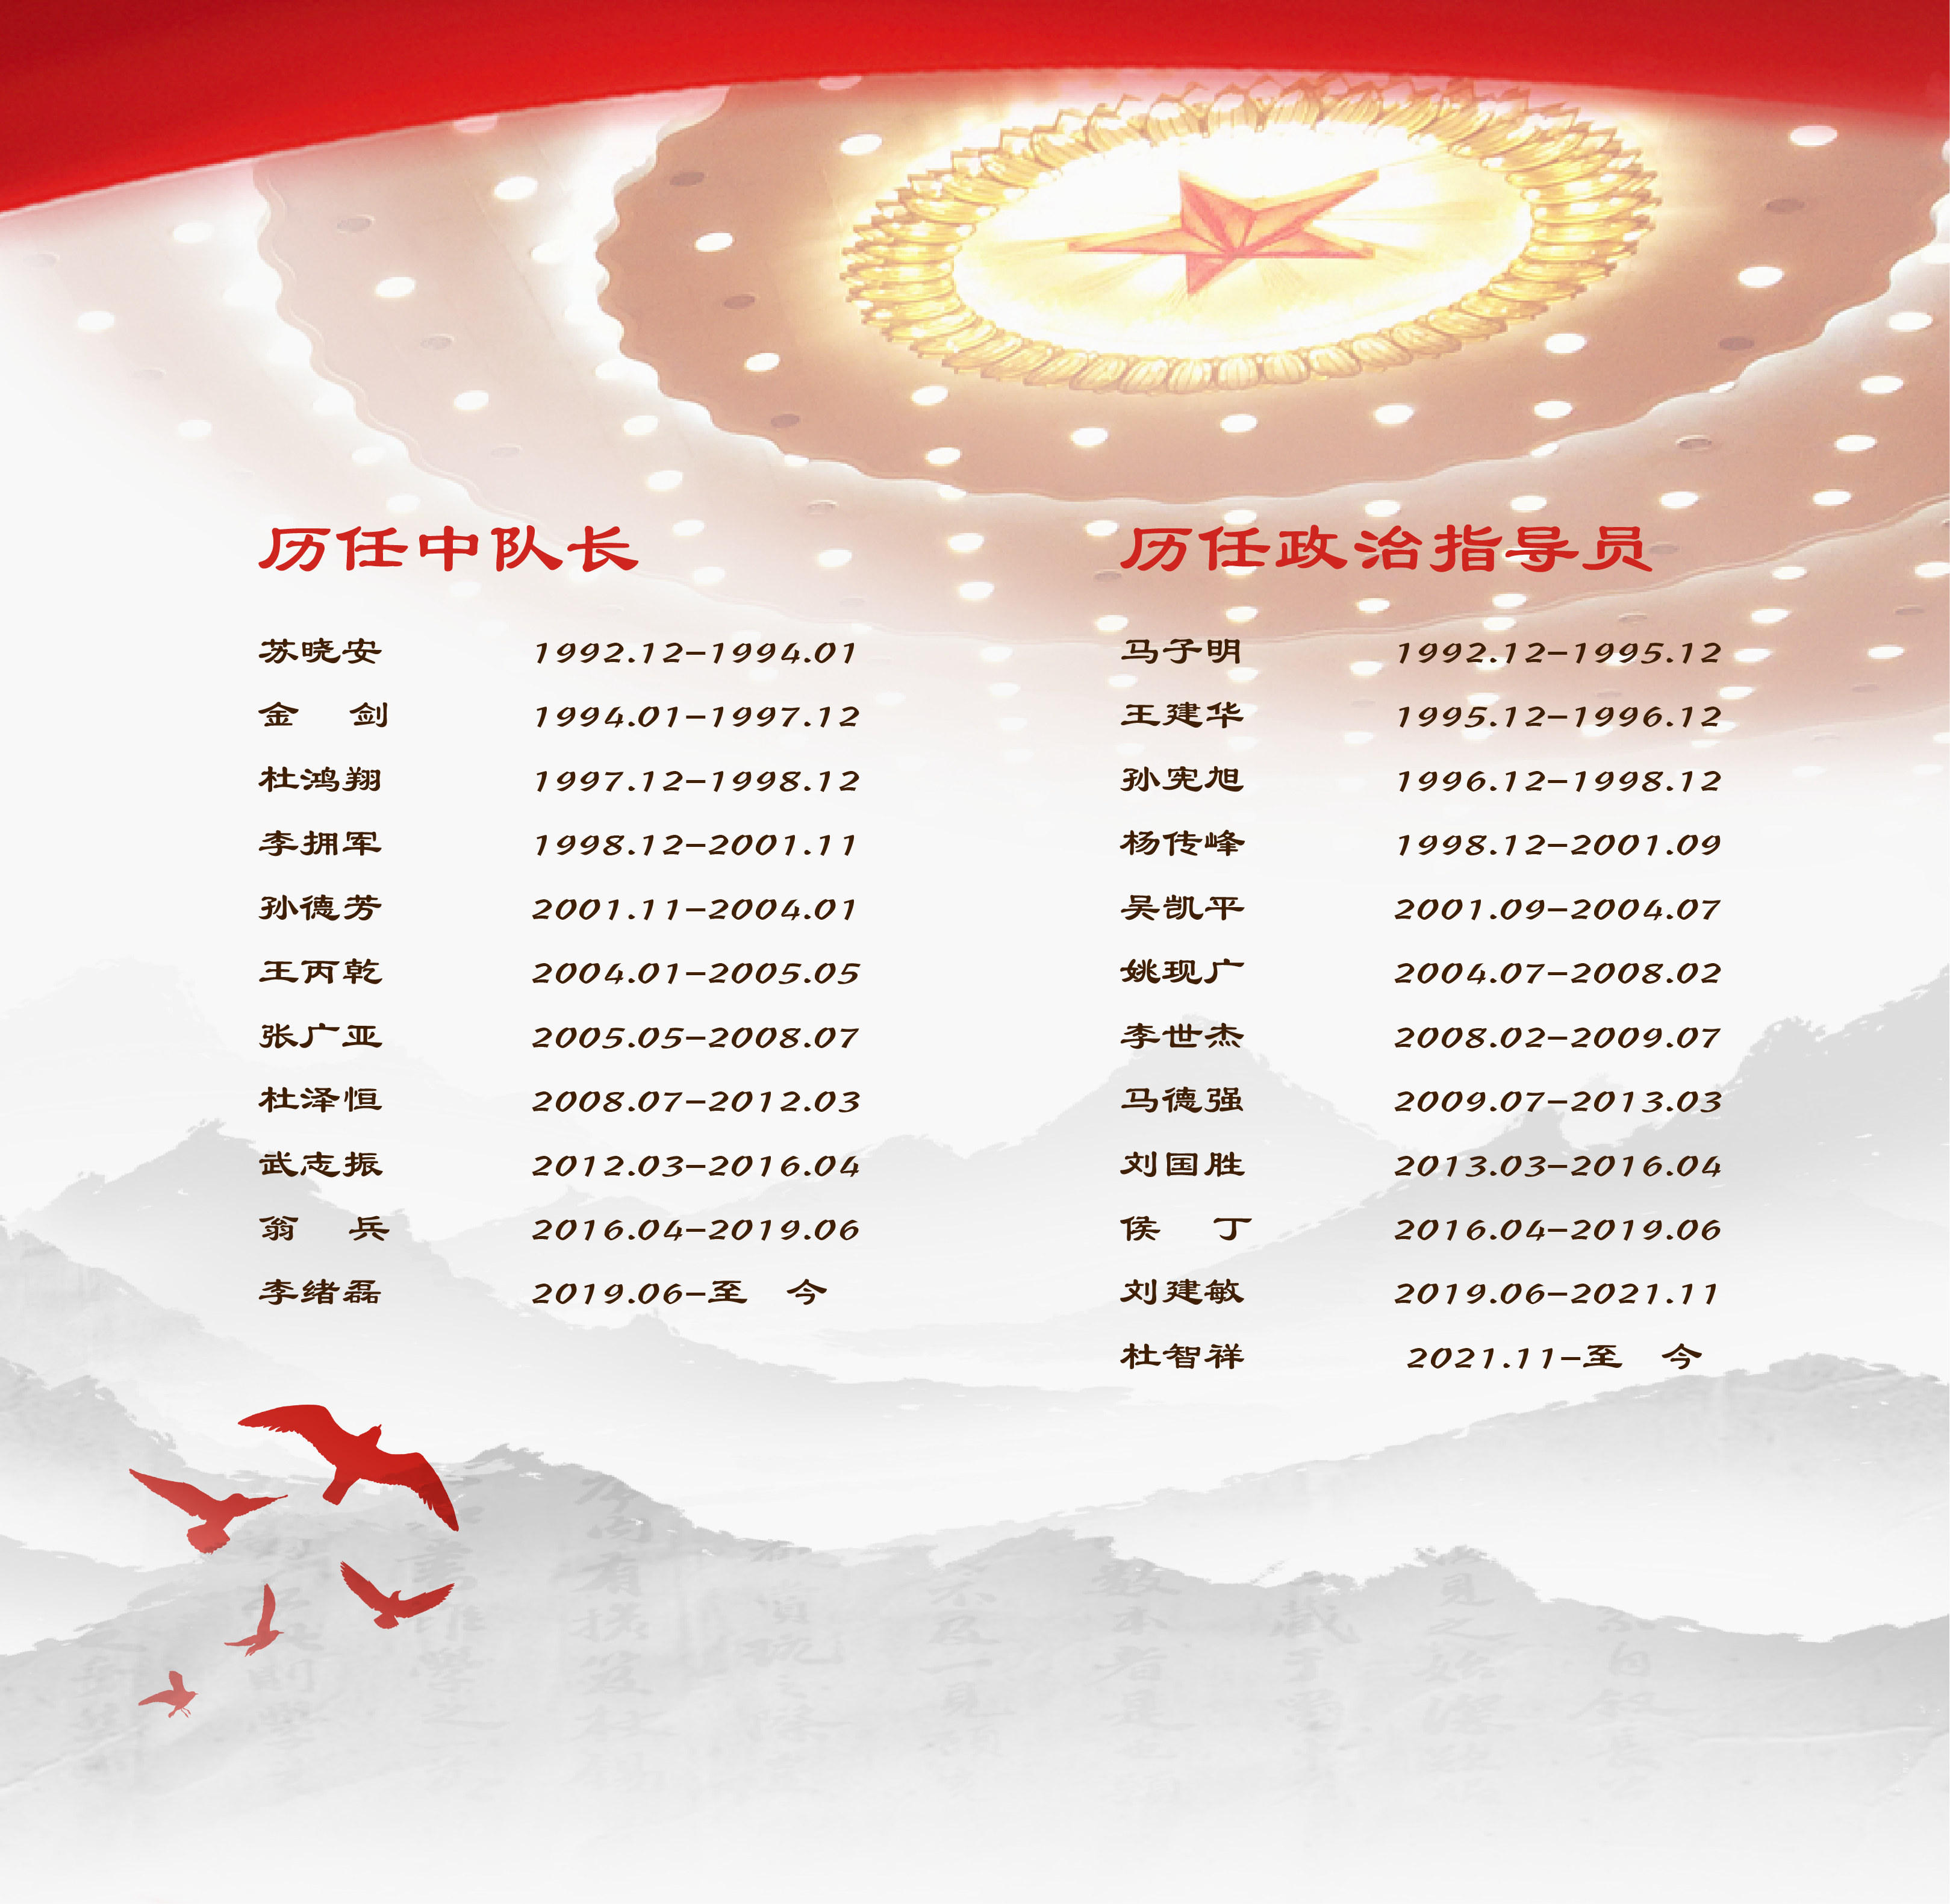 历任中队长
苏晓安 1992.12-1994.01
金 剑 1994.01-1997.12
杜鸿翔 1997.12-1998.12
李拥军 1998.12-2001.11
孙德芳 2001.11-2004.01
王丙乾 2004.01-2005.05
张广亚 2005.05-2008.07
杜泽恒 2008.07-2012.03
武志振 2012.03-2016.04
翁 兵 2016.04-2019.06
李绪磊 2019.06-至 今
历任政治指导员
马子明 1992.12-1995.12
王建华 1995.12-1996.12
孙宪旭 1996.12-1998.12
杨传峰 1998.12-2001.09
吴凯平 2001.09-2004.07
姚现广 2004.07-2008.02
李世杰 2008.02-2009.07
马德强 2009.07-2013.03
刘国胜 2013.03-2016.04
侯 丁 2016.04-2019.06
刘建敏 2019.06-2021.11
杜智祥 2021.11-至 今